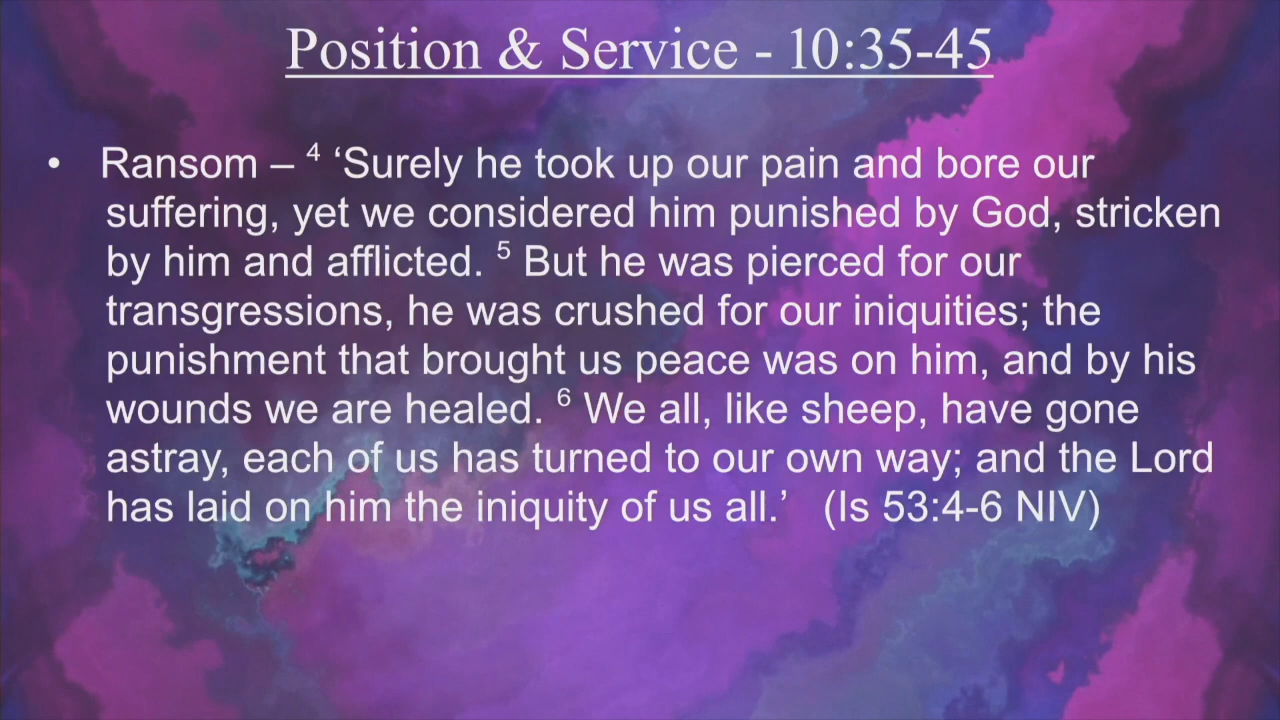 Position & Service - 10:35-45
• Ransom – ⁴ ‘Surely he took up our pain and bore our
suffering, yet we considered him punished by God, stricken
by him and afflicted. ⁵ But he was pierced for our
transgressions, he was crushed for our iniquities; the
punishment that brought us peace was on him, and by his
wounds we are healed. ⁶ We all, like sheep, have gone
astray, each of us has turned to our own way; and the Lord
has laid on him the iniquity of us all.’ (Is 53:4-6 NIV)